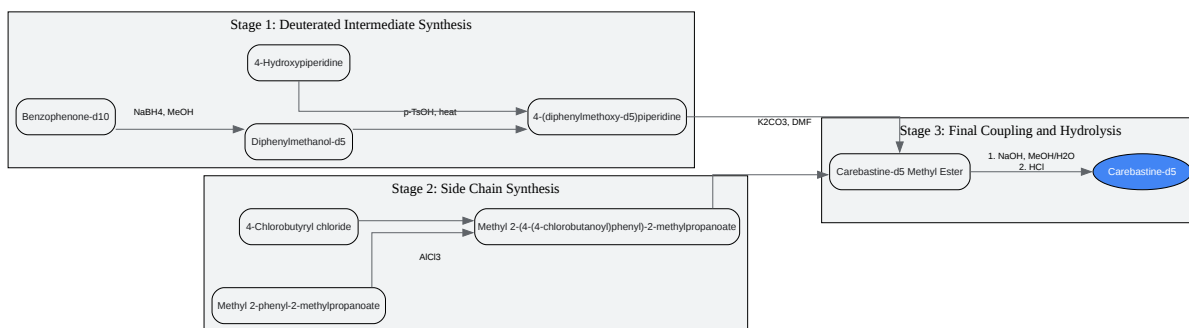 Stage 1: Deuterated Intermediate Synthesis
4-Hydroxypiperidine
Benzophenone-d10
NaBH4, MeOH
Diphenylmethanol-d5
p-TsOH, heat
4-(diphenylmethoxy-d5)piperidine
K2CO3, DMF
Stage 2: Side Chain Synthesis
4-Chlorobutyryl chloride
Methyl 2-phenyl-2-methylpropanoate
AlCl3
Methyl 2-(4-(4-chlorobutanoyl)phenyl)-2-methylpropanoate
Stage 3: Final Coupling and Hydrolysis
Carebastine-d5 Methyl Ester
1. NaOH, MeOH/H2O
2. HCl
Carebastine-d5